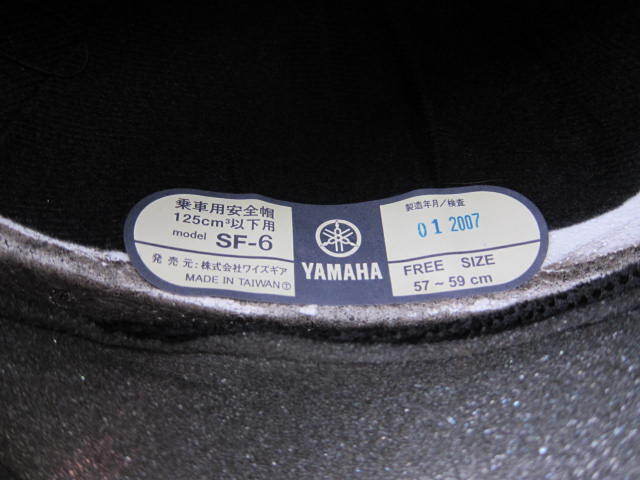 乗車用安全帽
125cm³以下用
model SF-6
発売元:株式会社ワイズギア
MADE IN TAIWAN Ⓣ
YAMAHA
製造年月/検査
01 2007
FREE SIZE
57～59 cm